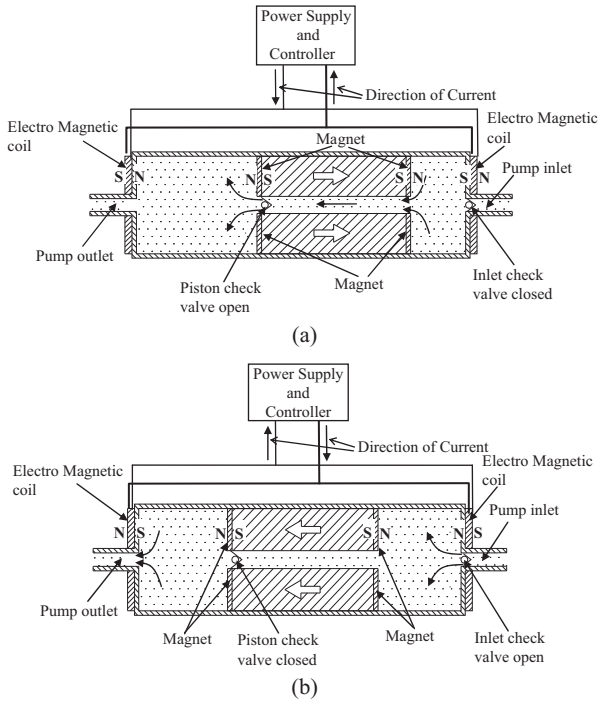 Power Supply
and
Controller
Direction of Current
Electro Magnetic
coil
Magnet
Electro Magnetic
coil
Pump inlet
S N
N S
S N
S N
Pump outlet
Piston check
valve open
Magnet
Inlet check
valve closed
(a)
Power Supply
and
Controller
Direction of Current
Electro Magnetic
coil
Electro Magnetic
coil
Pump inlet
N S
N S
S N
N S
Pump outlet
Magnet
Piston check
valve closed
Magnet
Inlet check
valve open
(b)